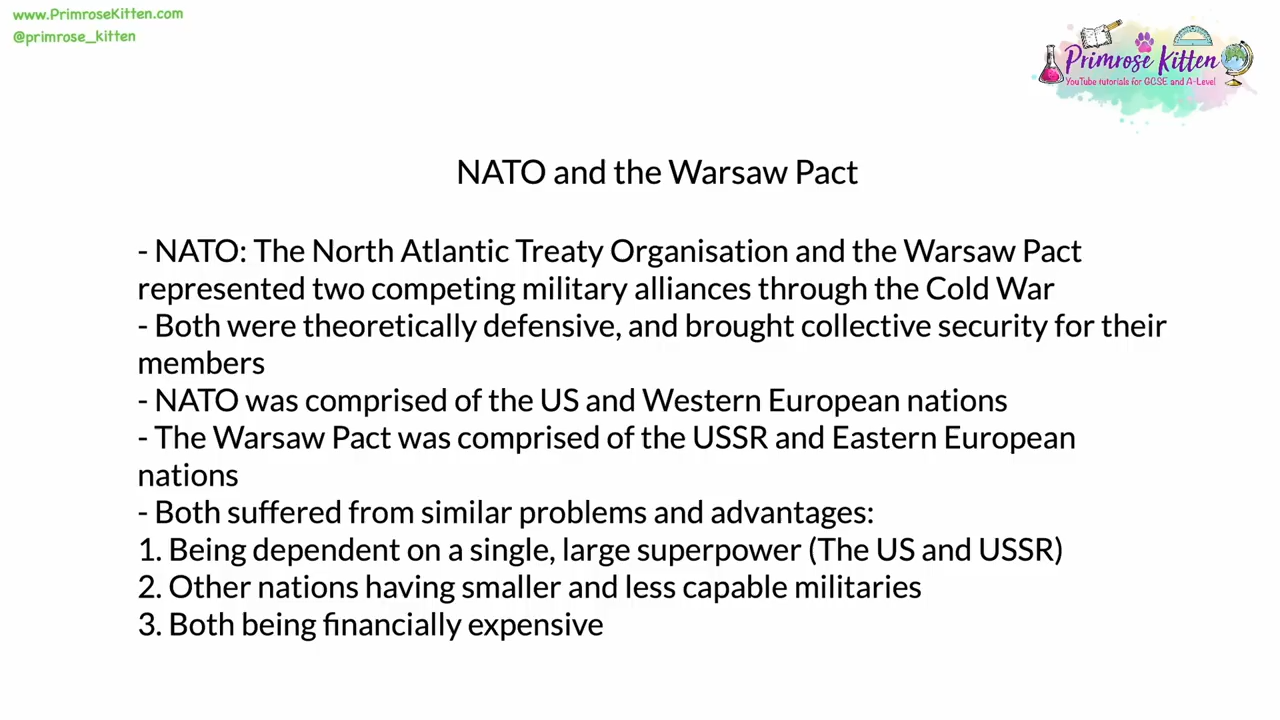 www.PrimroseKitten.com
@primrose_kitten
Primrose Kitten
YouTube tutorials for GCSE and A-Level
NATO and the Warsaw Pact
- NATO: The North Atlantic Treaty Organisation and the Warsaw Pact
represented two competing military alliances through the Cold War
- Both were theoretically defensive, and brought collective security for their
members
- NATO was comprised of the US and Western European nations
- The Warsaw Pact was comprised of the USSR and Eastern European
nations
- Both suffered from similar problems and advantages:
1. Being dependent on a single, large superpower (The US and USSR)
2. Other nations having smaller and less capable militaries
3. Both being financially expensive